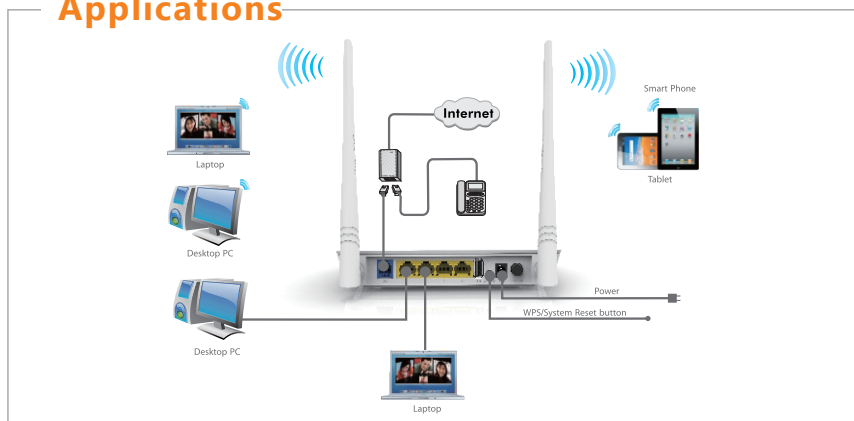 Applications
Internet
Smart Phone
Laptop
Tablet
Desktop PC
Power
WPS/System Reset button
Desktop PC
Laptop